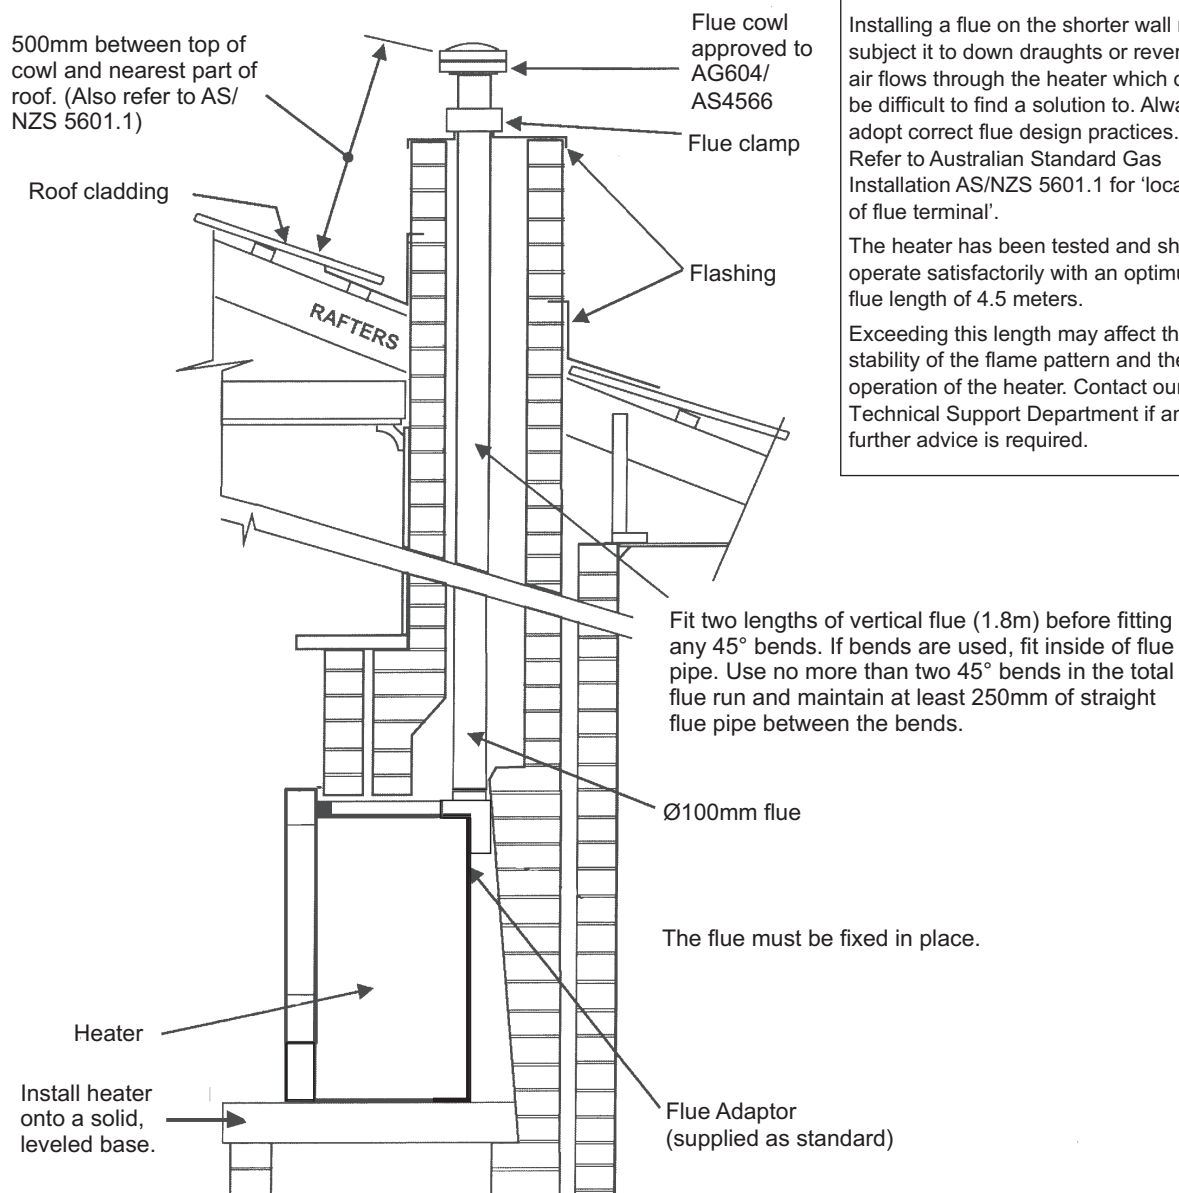 500mm between top of
cowl and nearest part of
roof. (Also refer to AS/
NZS 5601.1)
Flue cowl
approved to
AG604/
AS4566
Flue clamp
Roof cladding
Flashing
RAFTERS
Installing a flue on the shorter wall
subject it to down draughts or
air flows through the heater which
be difficult to find a solution to.
adopt correct flue design practices.
Refer to Australian Standard Gas
Installation AS/NZS 5601.1 for
of flue terminal’.
The heater has been tested and
operate satisfactorily with an
flue length of 4.5 meters.
Exceeding this length may affect
stability of the flame pattern and
operation of the heater. Contact
Technical Support Department if
further advice is required.
Fit two lengths of vertical flue (1.8m) before fitting
any 45° bends. If bends are used, fit inside of flue
pipe. Use no more than two 45° bends in the total
flue run and maintain at least 250mm of straight
flue pipe between the bends.
Ø100mm flue
The flue must be fixed in place.
Heater
Install heater
onto a solid,
leveled base.
Flue Adaptor
(supplied as standard)